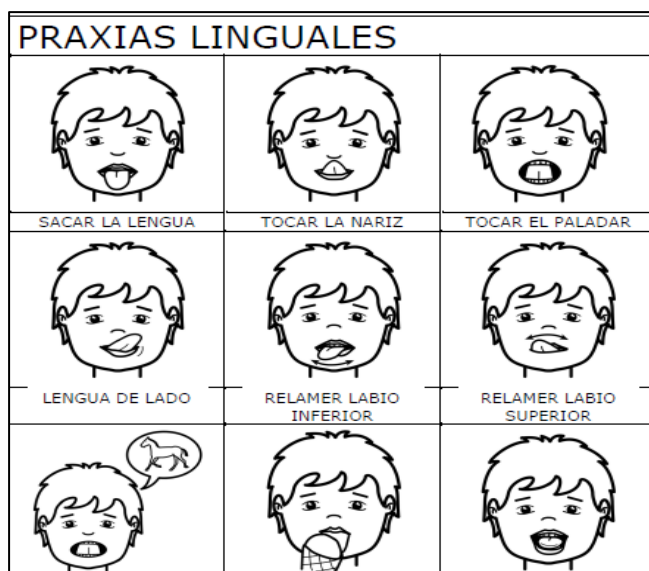 PRAXIAS LINGUALES
SACAR LA LENGUA
TOCAR LA NARIZ
TOCAR EL PALADAR
LENGUA DE LADO
RELAMER LABIO
INFERIOR
RELAMER LABIO
SUPERIOR